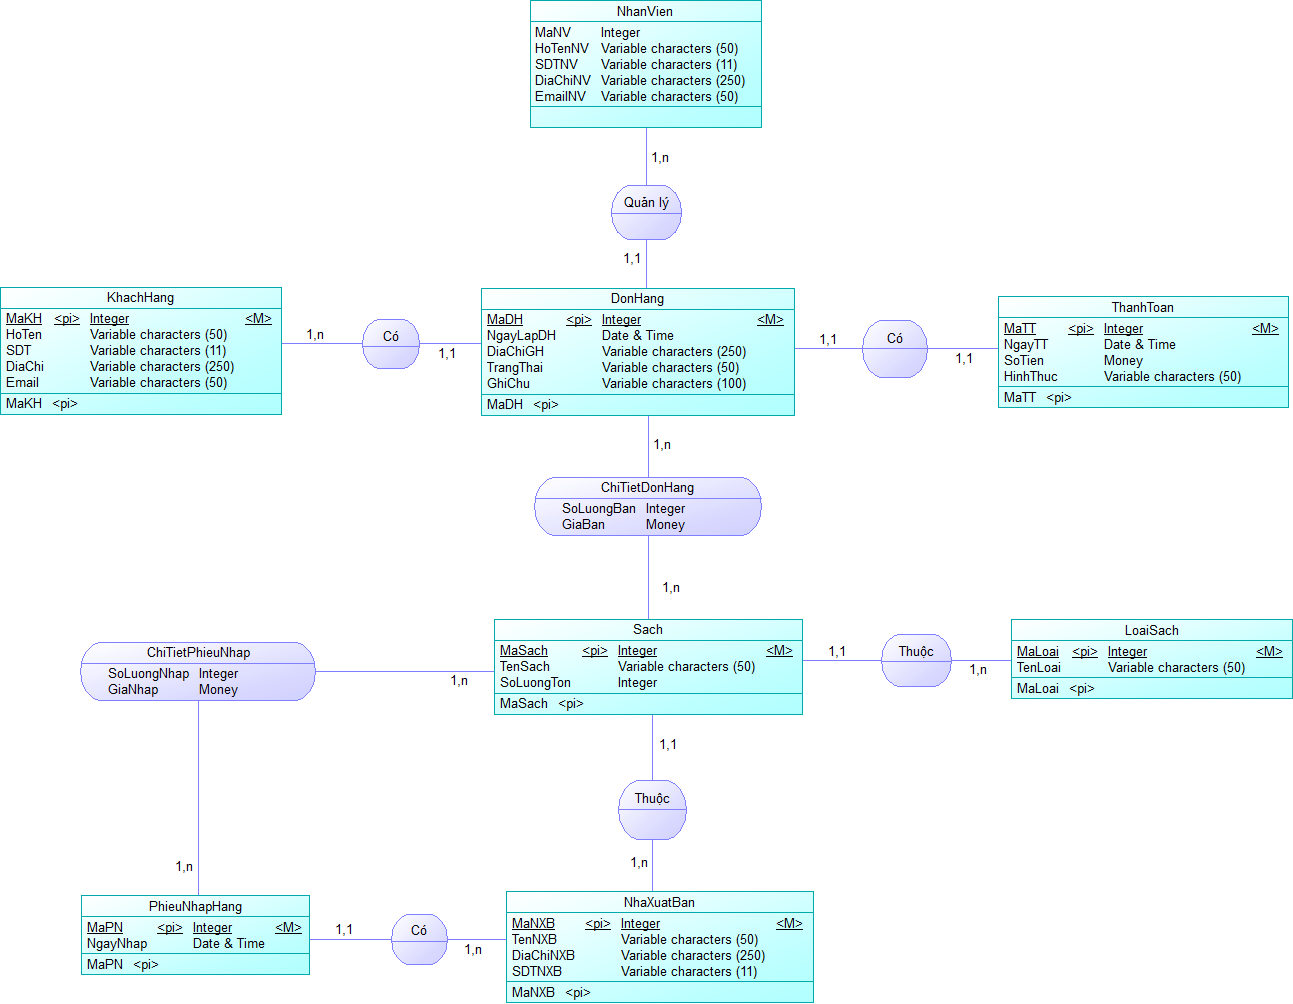 NhanVien
MaNV Integer
HoTenNV Variable characters (50)
SDTNV Variable characters (11)
DiaChiNV Variable characters (250)
EmailNV Variable characters (50)
1,n
Quản lý
1,1
KhachHang
MaKH <pi> Integer <M>
HoTen Variable characters (50)
SDT Variable characters (11)
DiaChi Variable characters (250)
Email Variable characters (50)
MaKH <pi>
1,n
Có
1,1
DonHang
MaDH <pi> Integer <M>
NgayLapDH Date & Time
DiaChiGH Variable characters (250)
TrangThai Variable characters (50)
GhiChu Variable characters (100)
MaDH <pi>
1,1
Có
1,1
ThanhToan
MaTT <pi> Integer <M>
NgayTT Date & Time
SoTien Money
HinhThuc Variable characters (50)
MaTT <pi>
1,n
ChiTietDonHang
SoLuongBan Integer
GiaBan Money
1,n
ChiTietPhieuNhap
SoLuongNhap Integer
GiaNhap Money
1,n
Sach
MaSach <pi> Integer <M>
TenSach Variable characters (50)
SoLuongTon Integer
MaSach <pi>
1,1
Thuộc
1,n
LoaiSach
MaLoai <pi> Integer <M>
TenLoai Variable characters (50)
MaLoai <pi>
1,1
Thuộc
1,n
1,n
PhieuNhapHang
MaPN <pi> Integer <M>
NgayNhap Date & Time
MaPN <pi>
1,1
Có
1,n
NhaXuatBan
MaNXB <pi> Integer <M>
TenNXB Variable characters (50)
DiaChiNXB Variable characters (250)
SDTNXB Variable characters (11)
MaNXB <pi>